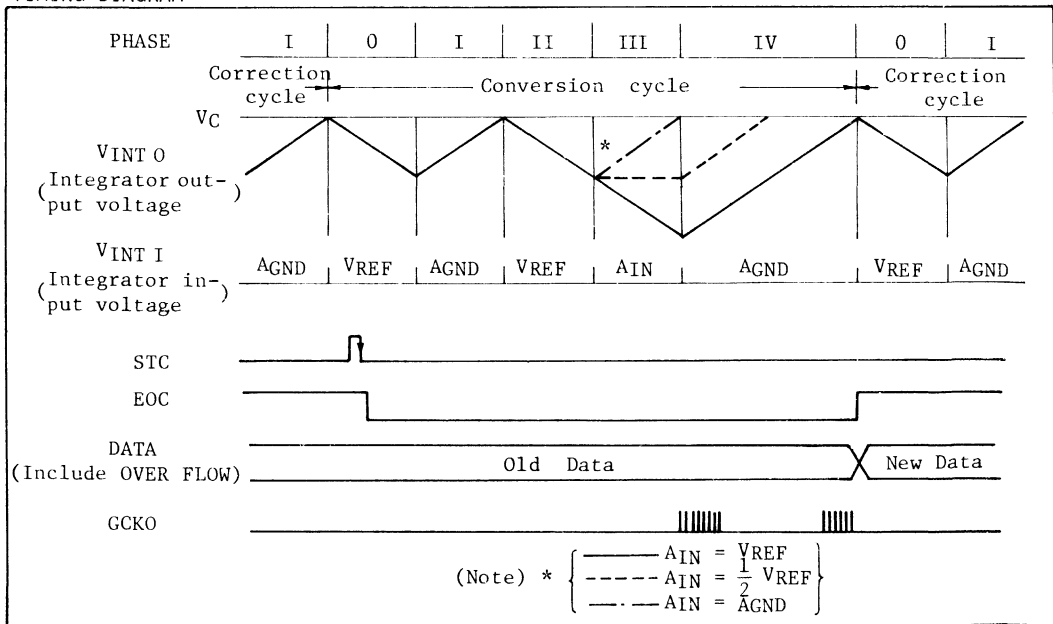 TIMING DIAGRAM
PHASE I 0 I II III IV 0 I
Correction cycle
Conversion cycle
Correction cycle
VC
VINT O
(Integrator out-put voltage)
*
VINT I
(Integrator in-put voltage)
AGND VREF AGND VREF AIN AGND VREF AGND
STC
EOC
DATA
(Include OVER FLOW)
Old Data
New Data
GCKO
(Note) *
AIN = VREF
AIN = 1/2 VREF
AIN = AGND